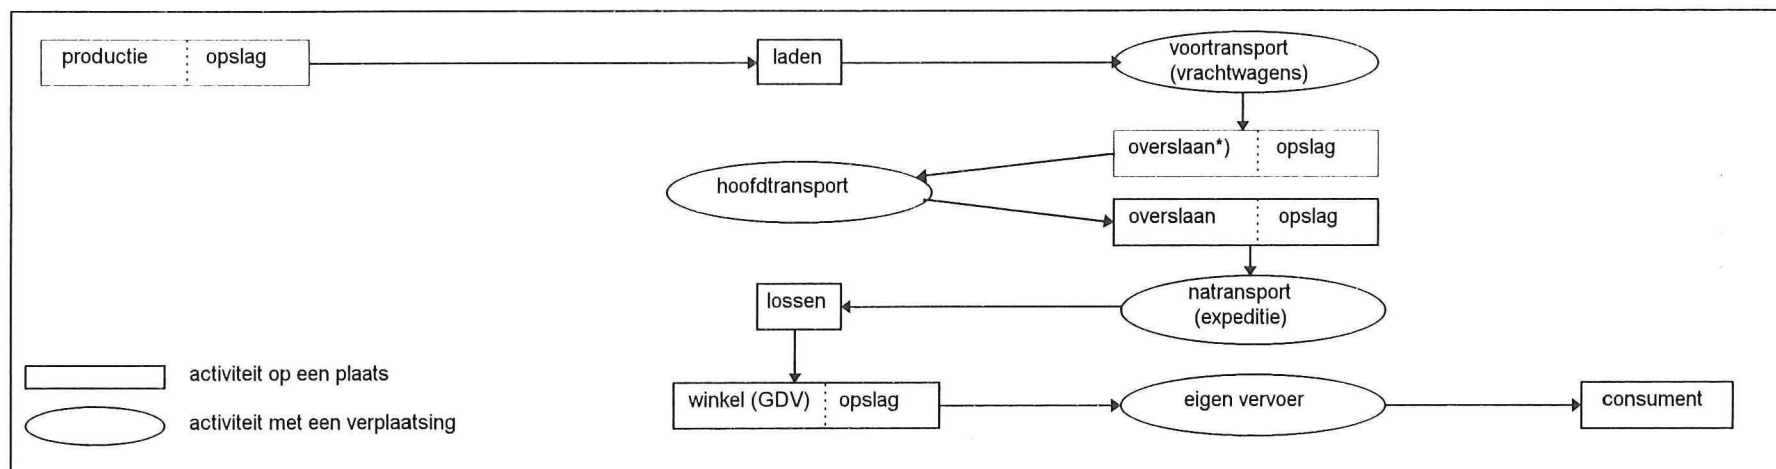 productie opslag
laden
voortransport
(vrachtwagens)
overslaan*) opslag
hoofdtransport
overslaan opslag
natransport
(expeditie)
lossen
winkel (GDV) opslag
eigen vervoer
consument
activiteit op een plaats
activiteit met een verplaatsing